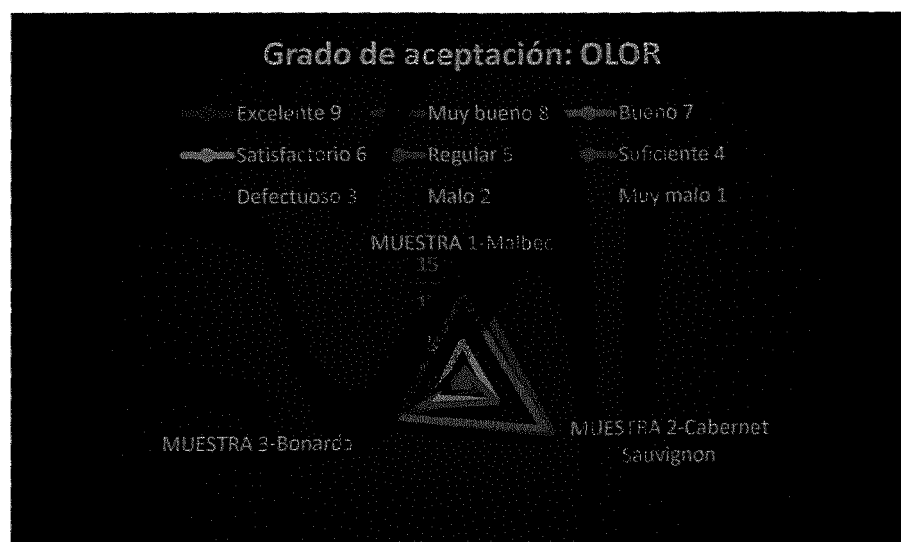 Grado de aceptación: OLOR
Excelente 9 Muy bueno 8 Bueno 7
Satisfactorio 6 Regular 5 Suficiente 4
Defectuoso 3 Malo 2 Muy malo 1
MUESTRA 1-Malbec
15
5
MUESTRA 3-Bonarda
MUESTRA 2-Cabernet
Sauvignon